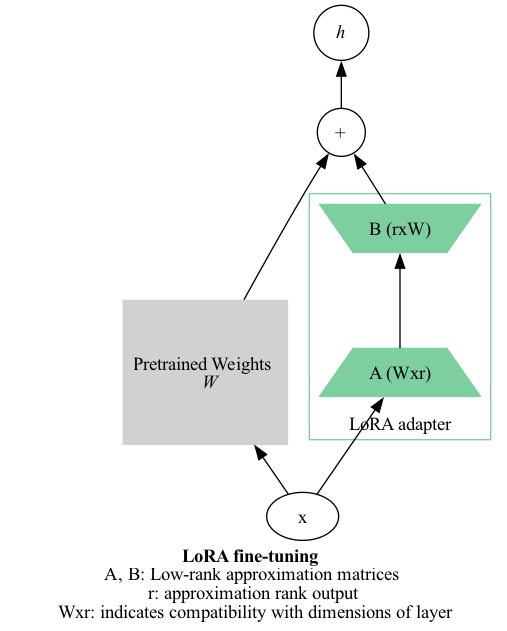 h
+
B (rxW)
Pretrained Weights
W
A (Wxr)
LoRA adapter
x
LoRA fine-tuning
A, B: Low-rank approximation matrices
r: approximation rank output
Wxr: indicates compatibility with dimensions of layer